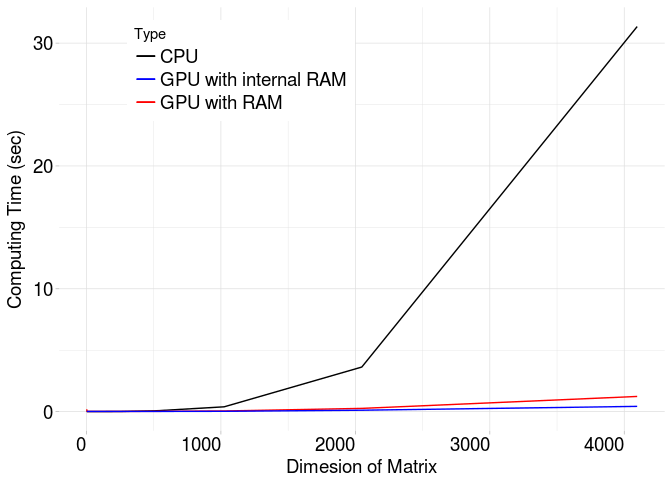 Type
CPU
GPU with internal RAM
GPU with RAM
Computing Time (sec)
30
20
10
0
0 1000 2000 3000 4000
Dimesion of Matrix